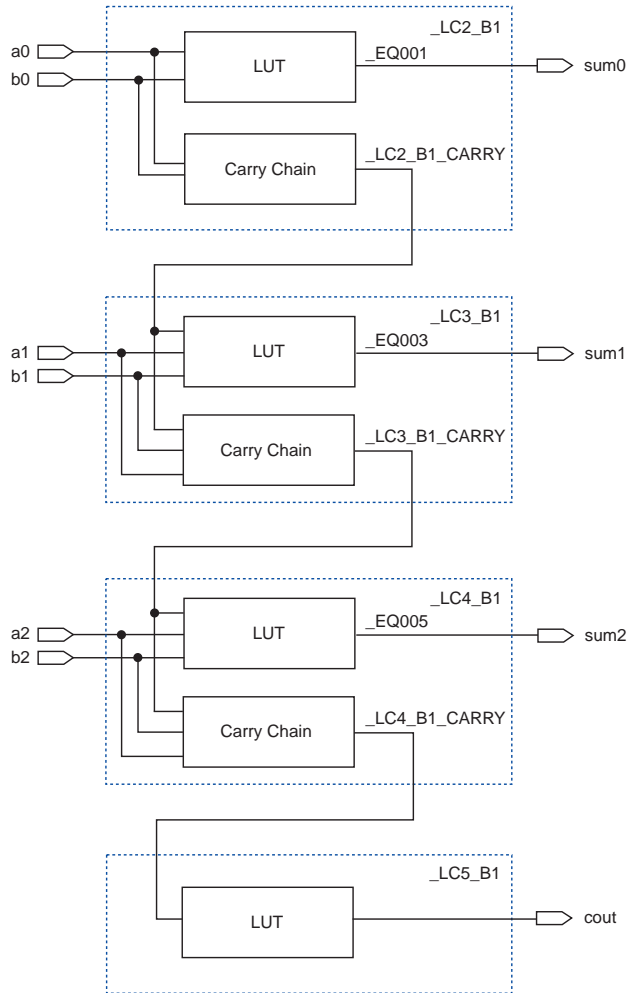 _LC2_B1
a0
LUT
_EQ001
sum0
b0
_LC2_B1_CARRY
Carry Chain
_LC3_B1
a1
LUT
_EQ003
sum1
b1
_LC3_B1_CARRY
Carry Chain
_LC4_B1
a2
LUT
_EQ005
sum2
b2
_LC4_B1_CARRY
Carry Chain
_LC5_B1
LUT
cout